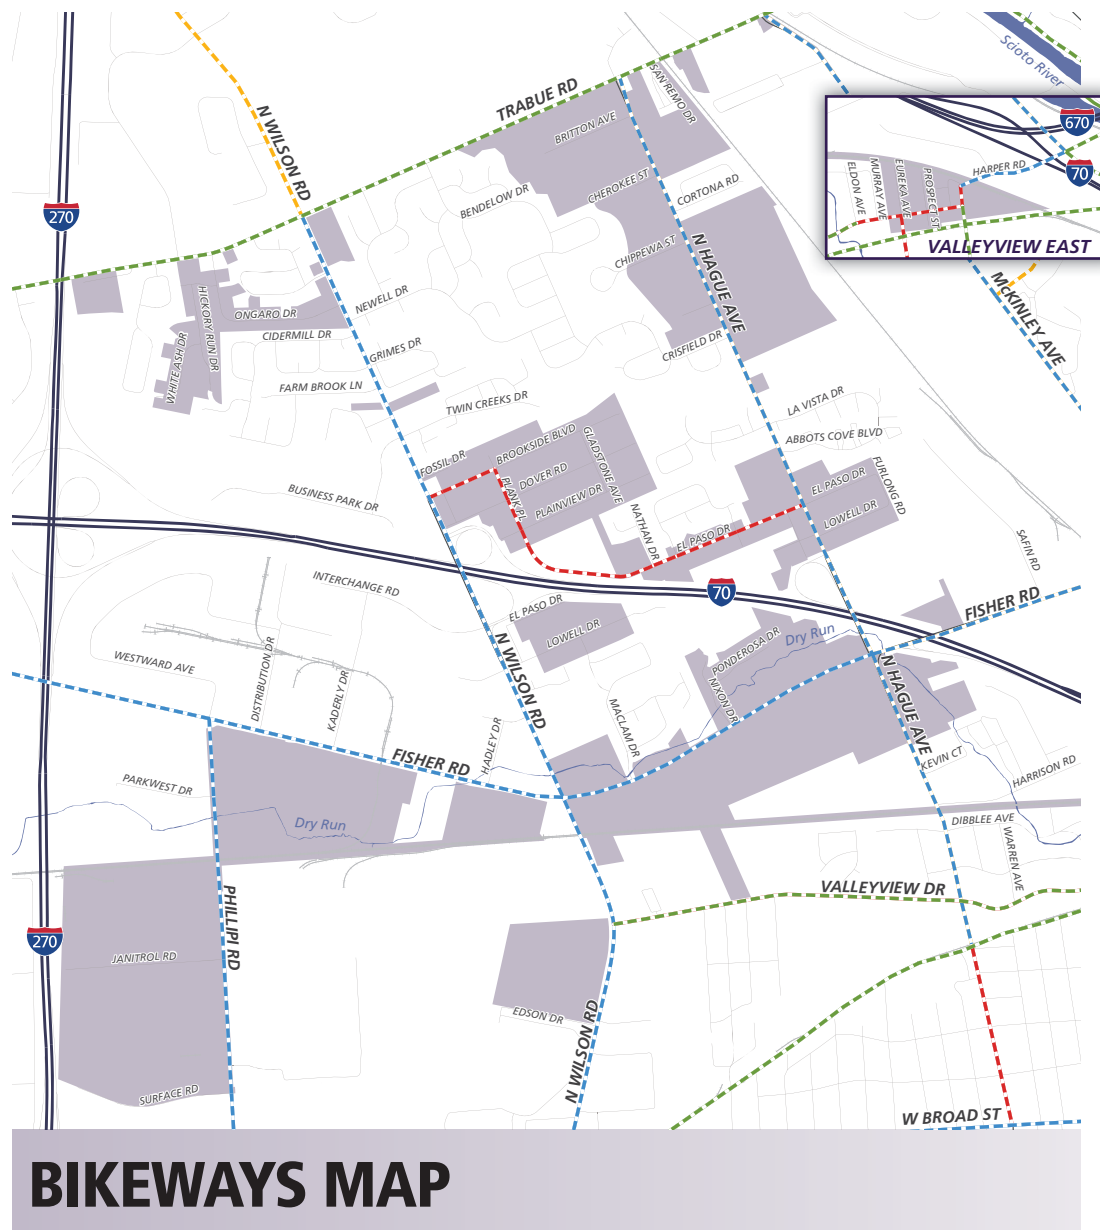 Scioto River
N WILSON RD
TRABUE RD
SAN REMO DR
BRITTON AVE
670
70
HARPER RD
ELDON AVE
MURRAY AVE
EUREKA AVE
PROSPECT ST
VALLEYVIEW EAST
BENDELOW DR
CHEROKEE ST
CORTONA RD
270
CHIPPEWA ST
N HAGUE AVE
McKINLEY AVE
HICKORY RUN DR
ONGARO DR
NEWELL DR
CIDERMILL DR
WHITE ASH DR
GRIMES DR
CRISFIELD DR
FARM BROOK LN
TWIN CREEKS DR
LA VISTA DR
ABBOTS COVE BLVD
FOSSIL DR
BROOKSIDE BLVD
GLADSTONE AVE
DOVER RD
PLANK PL
PLAINVIEW DR
EL PASO DR
FURLONG RD
LOWELL DR
BUSINESS PARK DR
NATHAN DR
EL PASO DR
SAFIN RD
INTERCHANGE RD
70
FISHER RD
EL PASO DR
LOWELL DR
Dry Run
PONDEROSA DR
NIXON DR
WESTWARD AVE
DISTRIBUTION DR
KADERLY DR
N WILSON RD
N HAGUE AVE
MACLAM DR
HADLEY DR
FISHER RD
KEVIN CT
HARRISON RD
PARKWEST DR
Dry Run
DIBBLEE AVE
WARREN AVE
VALLEYVIEW DR
PHILLIPI RD
270
JANITROL RD
EDSON DR
N WILSON RD
SURFACE RD
W BROAD ST
BIKEWAYS MAP